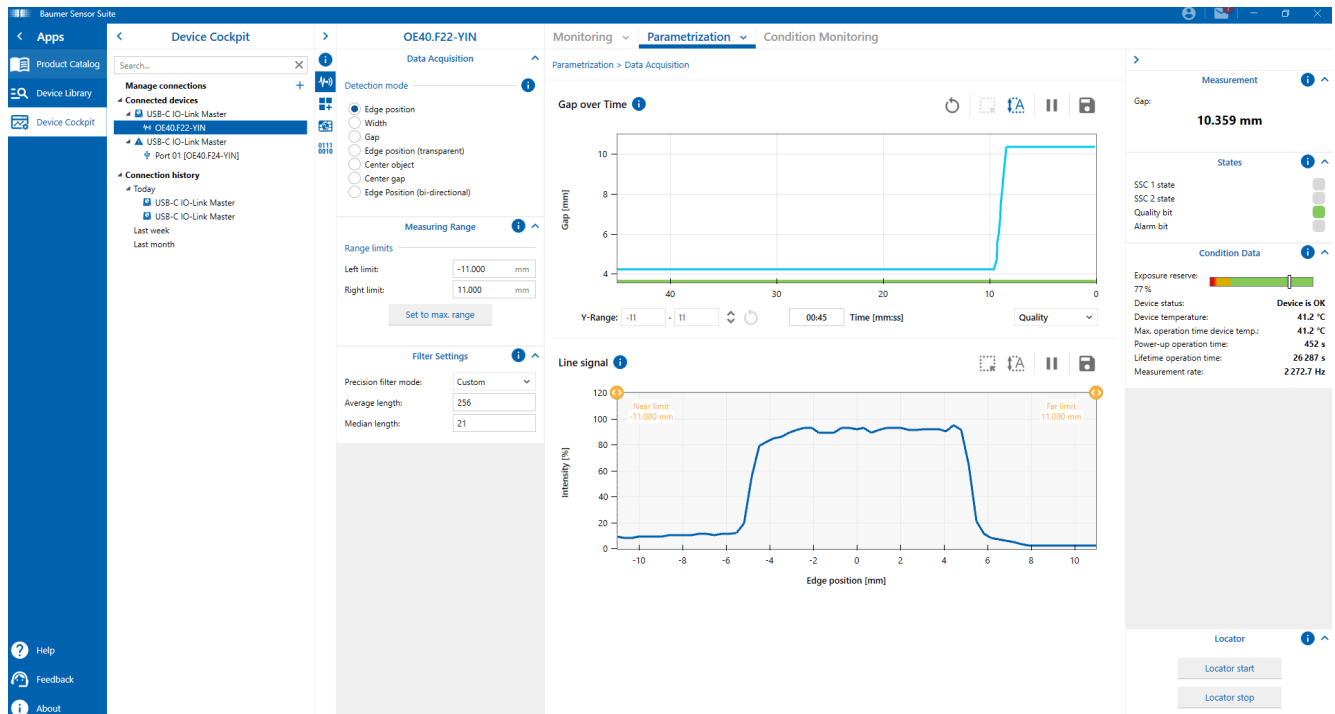 Baumer Sensor Suite
Apps
Product Catalog
Device Library
Device Cockpit
Help
Feedback
About
Device Cockpit
Search...
Manage connections
Connected devices
USB-C IO-Link Master
OE40.F22-YIN
USB-C IO-Link Master
Port 01 [OE40.F24-YIN]
Connection history
Today
USB-C IO-Link Master
USB-C IO-Link Master
Last week
Last month
0111
0010
OE40.F22-YIN
Data Acquisition
Detection mode
Edge position
Width
Gap
Edge position (transparent)
Center object
Center gap
Edge Position (bi-directional)
Measuring Range
Range limits
Left limit: -11.000 mm
Right limit: 11.000 mm
Set to max. range
Filter Settings
Precision filter mode: Custom
Average length: 256
Median length: 21
Monitoring Parametrization Condition Monitoring
Parametrization > Data Acquisition
Gap over Time
Gap [mm]
10
8
6
4
40 30 20 10 0
Y-Range: -11 - 11 00:45 Time [mm:ss] Quality
Line signal
Intensity [%]
120
100
80
60
40
20
0
Near limit
-11.000 mm
Far limit
11.000 mm
-10 -8 -6 -4 -2 0 2 4 6 8 10
Edge position [mm]
Measurement
Gap:
10.359 mm
States
SSC 1 state
SSC 2 state
Quality bit
Alarm bit
Condition Data
Exposure reserve:
77 %
Device status: Device is OK
Device temperature: 41.2 °C
Max. operation time device temp.: 41.2 °C
Power-up operation time: 452 s
Lifetime operation time: 26 287 s
Measurement rate: 2 272.7 Hz
Locator
Locator start
Locator stop